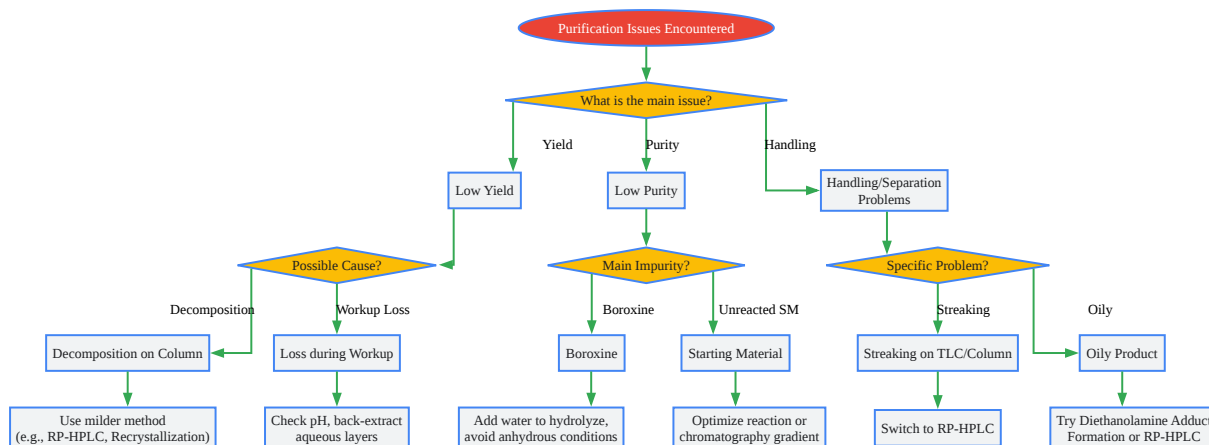 Purification Issues Encountered
What is the main issue?
Yield
Purity
Handling
Low Yield
Low Purity
Handling/Separation
Problems
Possible Cause?
Main Impurity?
Specific Problem?
Decomposition
Workup Loss
Boroxine
Unreacted SM
Streaking
Oily
Decomposition on Column
Loss during Workup
Boroxine
Starting Material
Streaking on TLC/Column
Oily Product
Use milder method
(e.g., RP-HPLC, Recrystallization)
Check pH, back-extract
aqueous layers
Add water to hydrolyze,
avoid anhydrous conditions
Optimize reaction or
chromatography gradient
Switch to RP-HPLC
Try Diethanolamine Adduct
Formation or RP-HPLC